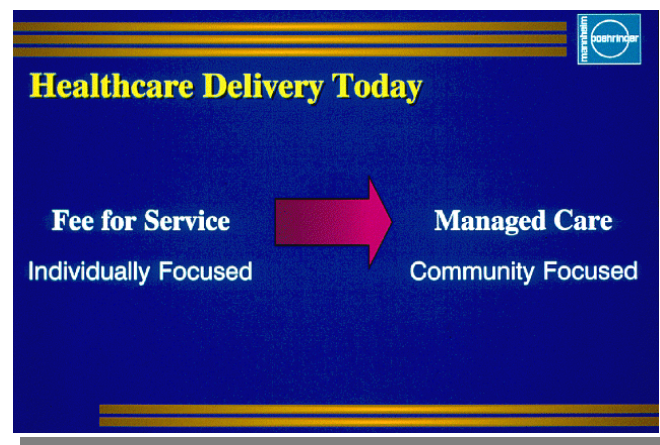 mannheim
boehringer
Healthcare Delivery Today
Fee for Service
Managed Care
Individually Focused
Community Focused